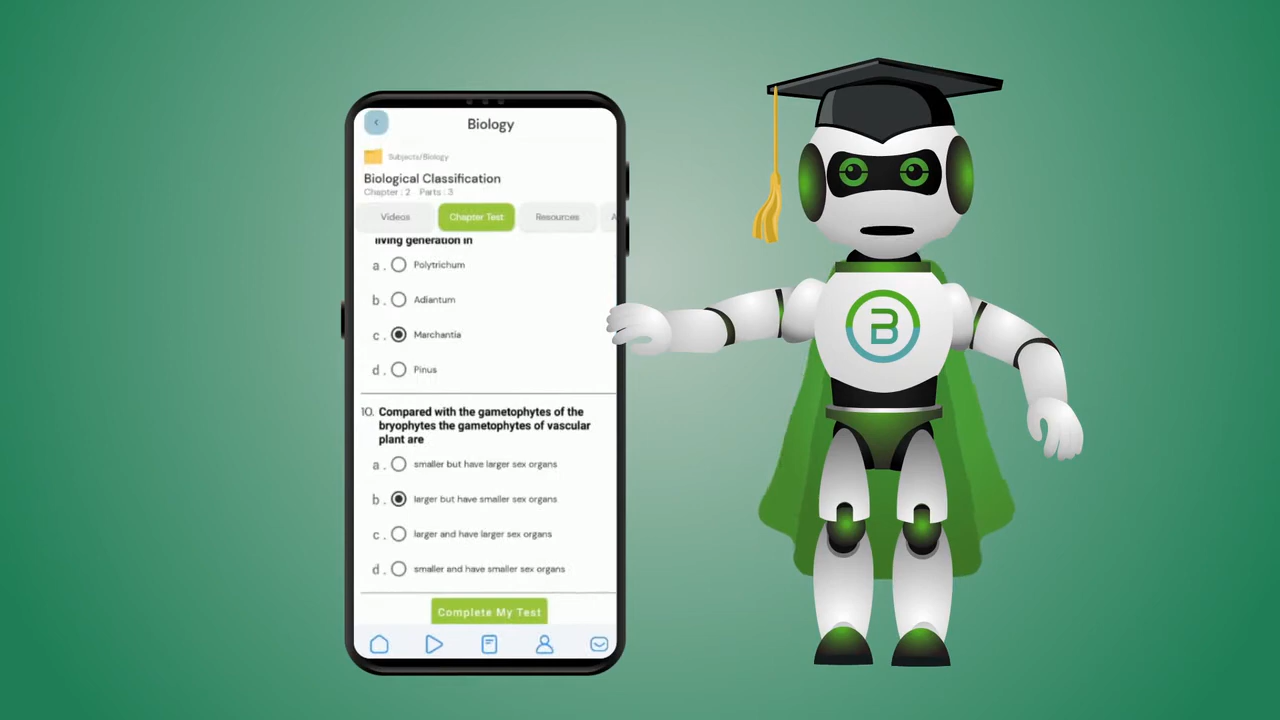 Biology
Subjects/Biology
Biological Classification
Chapter : 2 Parts : 3
Videos Chapter Test Resources A
living generation in
a . Polytrichum
b . Adiantum
c . Marchantia
d . Pinus
10. Compared with the gametophytes of the
bryophytes the gametophytes of vascular
plant are
a . smaller but have larger sex organs
b . larger but have smaller sex organs
c . larger and have larger sex organs
d . smaller and have smaller sex organs
Complete My Test
B